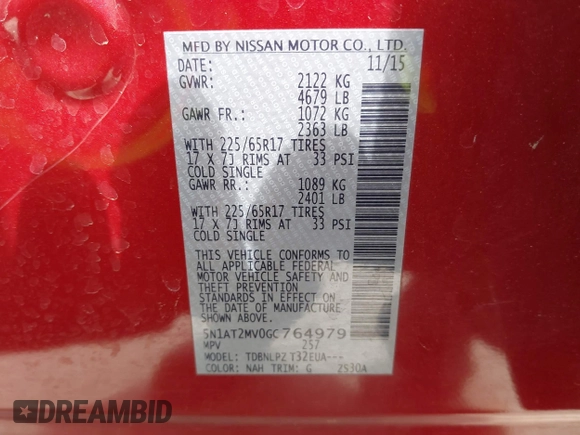 MFD BY NISSAN MOTOR CO., LTD.
DATE: 11/15
GVWR: 2122 KG
4679 LB
GAWR FR.: 1072 KG
2363 LB
WITH 225/65R17 TIRES
17 X 7J RIMS AT 33 PSI
COLD SINGLE
GAWR RR.: 1089 KG
2401 LB
WITH 225/65R17 TIRES
17 X 7J RIMS AT 33 PSI
COLD SINGLE
THIS VEHICLE CONFORMS TO
ALL APPLICABLE FEDERAL
MOTOR VEHICLE SAFETY AND
THEFT PREVENTION
STANDARDS IN EFFECT ON
THE DATE OF MANUFACTURE
SHOWN ABOVE.
5N1AT2MV0GC764979
MPV 257
MODEL: TDBNLPZ T32EUA---
COLOR: NAH TRIM: G 2530A
DREAMBID